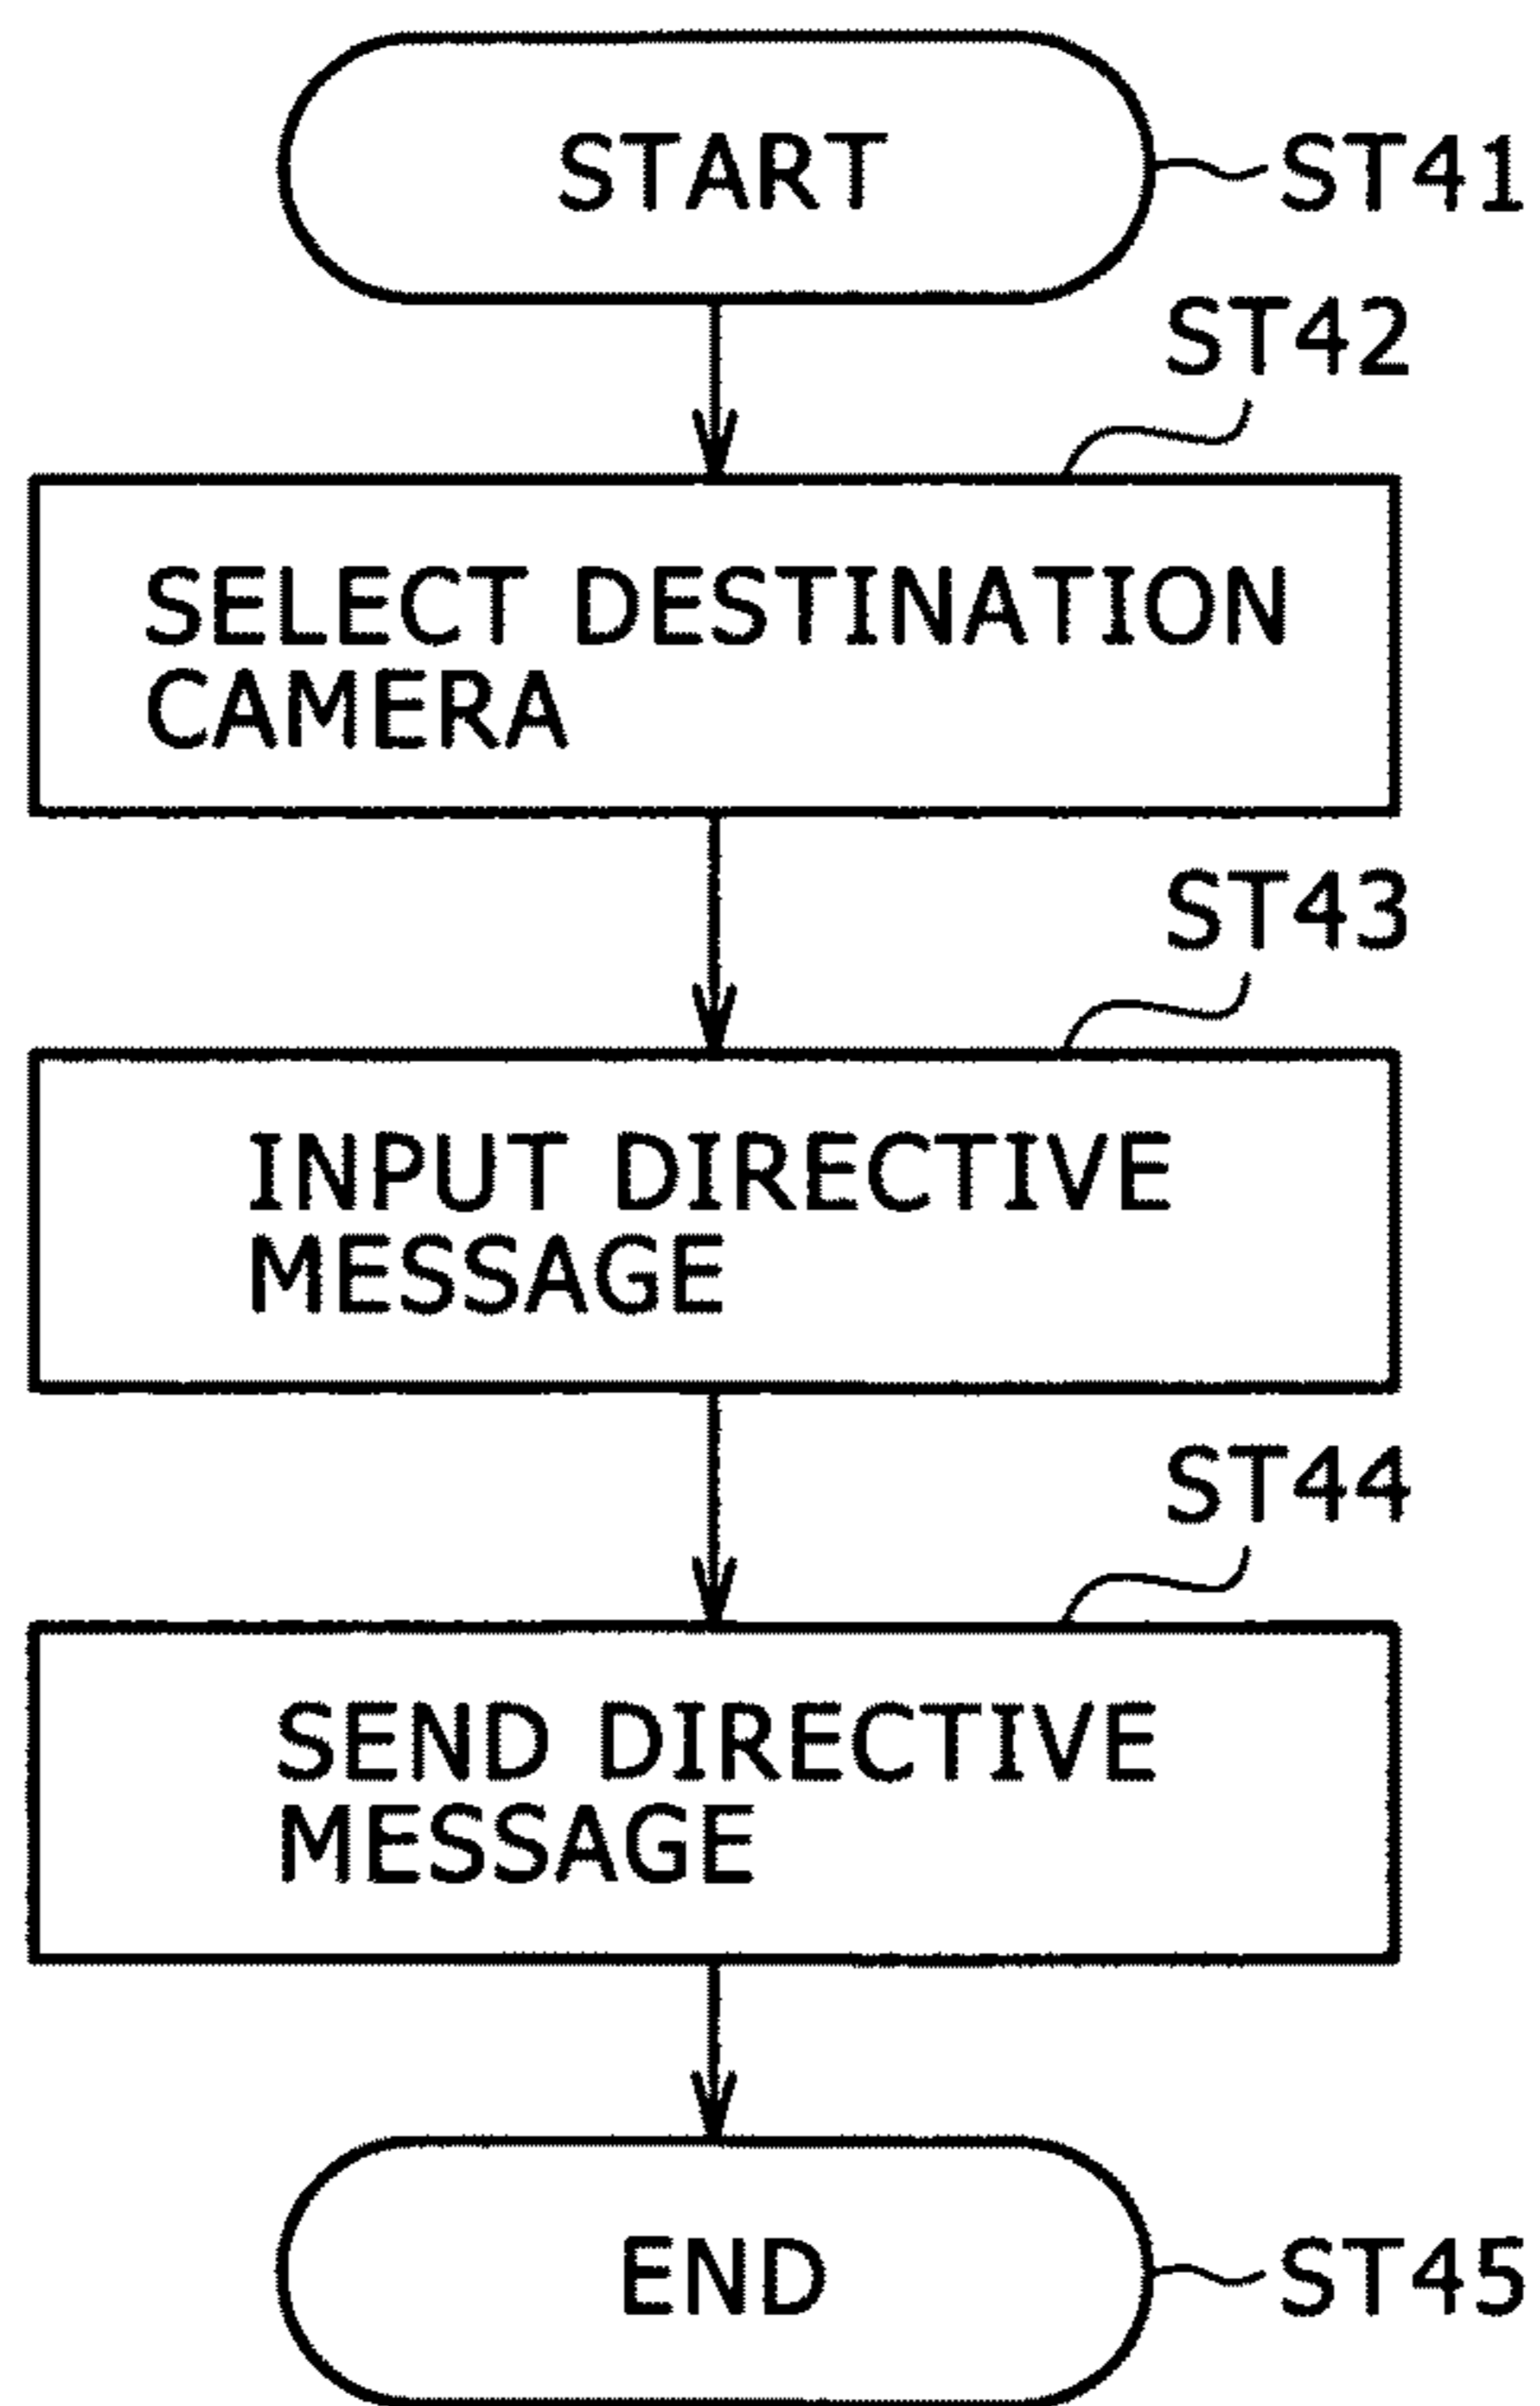 START
ST41
ST42
SELECT DESTINATION
CAMERA
ST43
INPUT DIRECTIVE
MESSAGE
ST44
SEND DIRECTIVE
MESSAGE
END
ST45